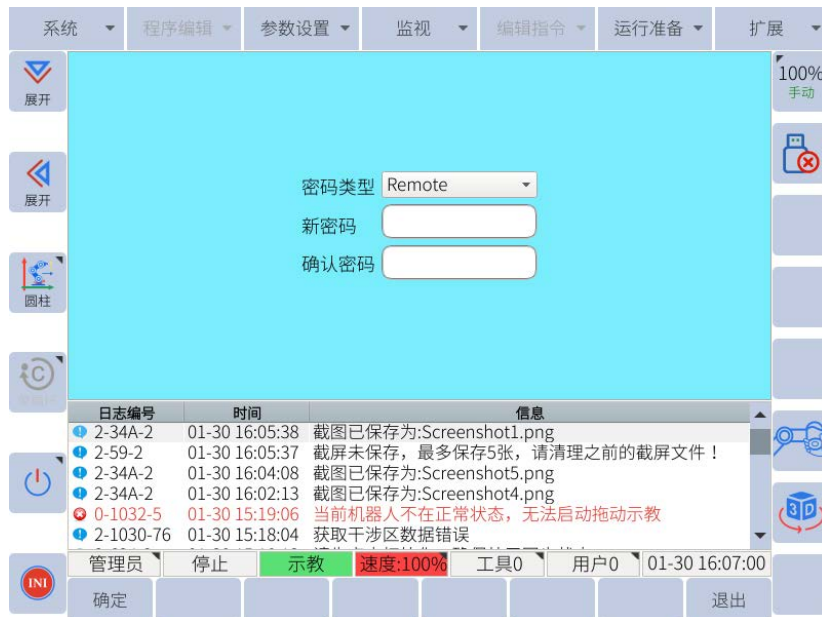 系统 程序编辑 参数设置 监视 编辑指令 运行准备 扩展
展开
100%
手动
展开
密码类型 Remote
新密码
确认密码
圆柱
日志编号 时间 信息
2-34A-2 01-30 16:05:38 截图已保存为:Screenshot1.png
2-59-2 01-30 16:05:37 截屏未保存，最多保存5张，请清理之前的截屏文件！
2-34A-2 01-30 16:04:08 截图已保存为:Screenshot5.png
2-34A-2 01-30 16:02:13 截图已保存为:Screenshot4.png
0-1032-5 01-30 15:19:06 当前机器人不在正常状态，无法启动拖动示教
2-1030-76 01-30 15:18:04 获取干涉区数据错误
3D
管理员 停止 示教 速度:100% 工具0 用户0 01-30 16:07:00
INI
确定 退出